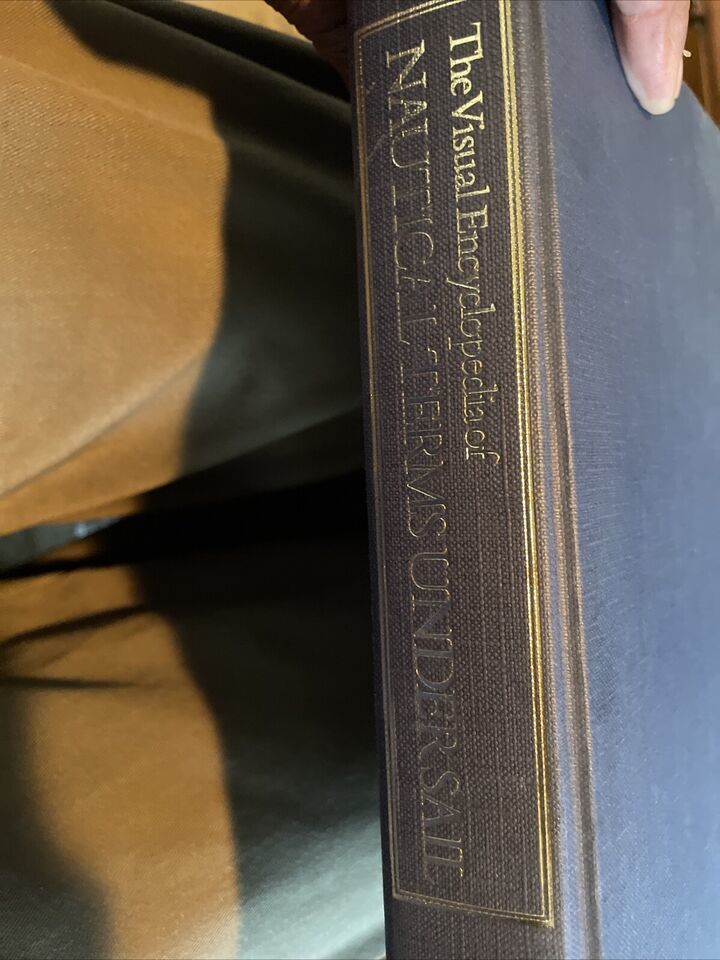 The Visual Encyclopedia of
NAUTICAL TERMS UNDER SAIL